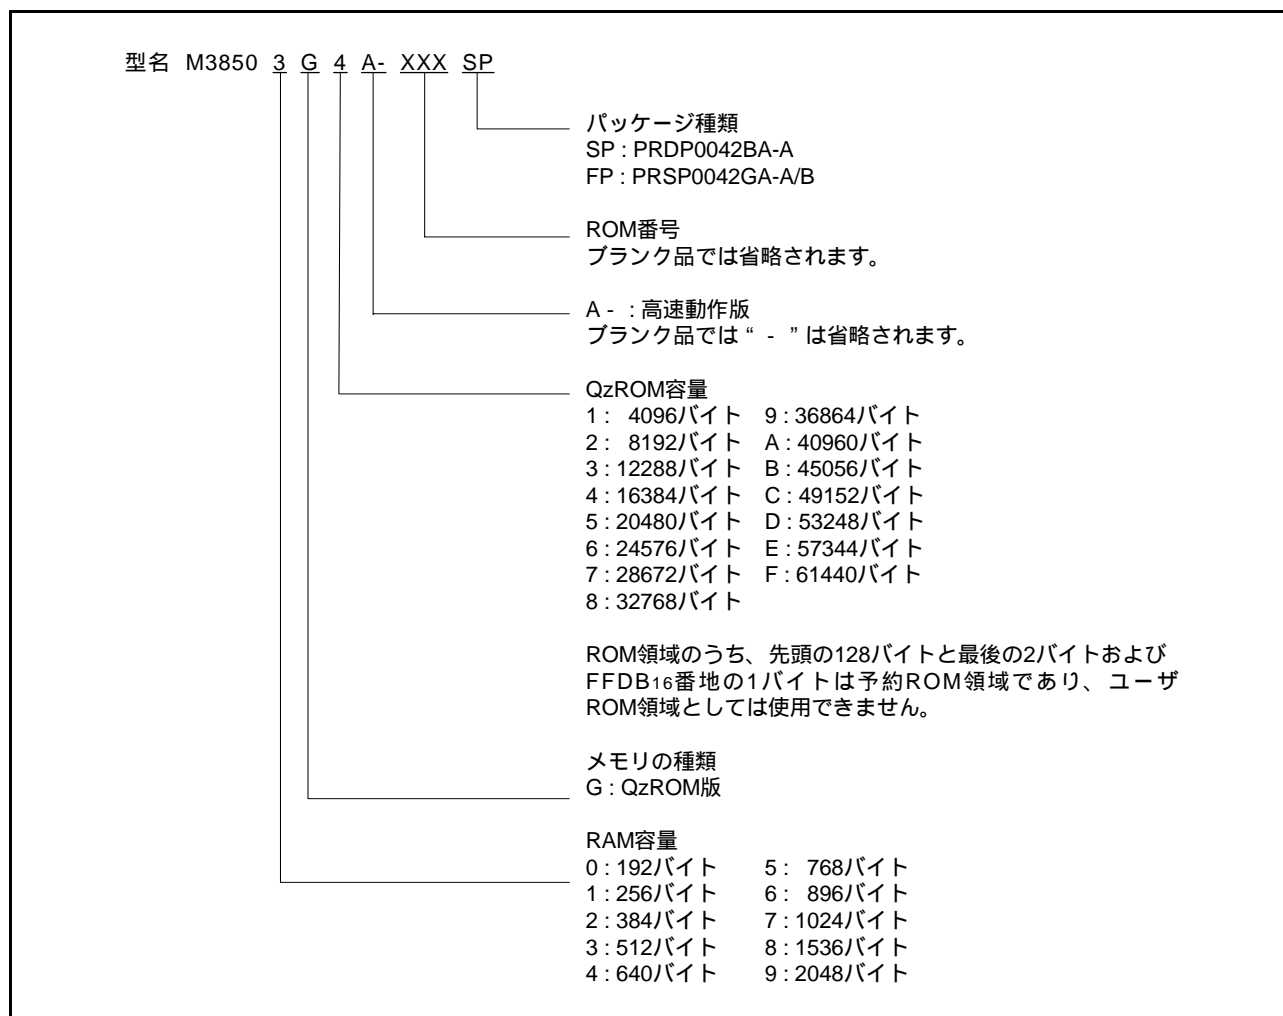 型名 M3850 3 G 4 A- XXX SP
パッケージ種類
SP : PRDP0042BA-A
FP : PRSP0042GA-A/B
ROM番号
ブランク品では省略されます。
A - : 高速動作版
ブランク品では “ - ” は省略されます。
QzROM容量
1 : 4096バイト 9 : 36864バイト
2 : 8192バイト A : 40960バイト
3 : 12288バイト B : 45056バイト
4 : 16384バイト C : 49152バイト
5 : 20480バイト D : 53248バイト
6 : 24576バイト E : 57344バイト
7 : 28672バイト F : 61440バイト
8 : 32768バイト
ROM領域のうち、先頭の128バイトと最後の2バイトおよび
FFDB16番地の1バイトは予約ROM領域であり、ユーザ
ROM領域としては使用できません。
メモリの種類
G : QzROM版
RAM容量
0 : 192バイト 5 : 768バイト
1 : 256バイト 6 : 896バイト
2 : 384バイト 7 : 1024バイト
3 : 512バイト 8 : 1536バイト
4 : 640バイト 9 : 2048バイト